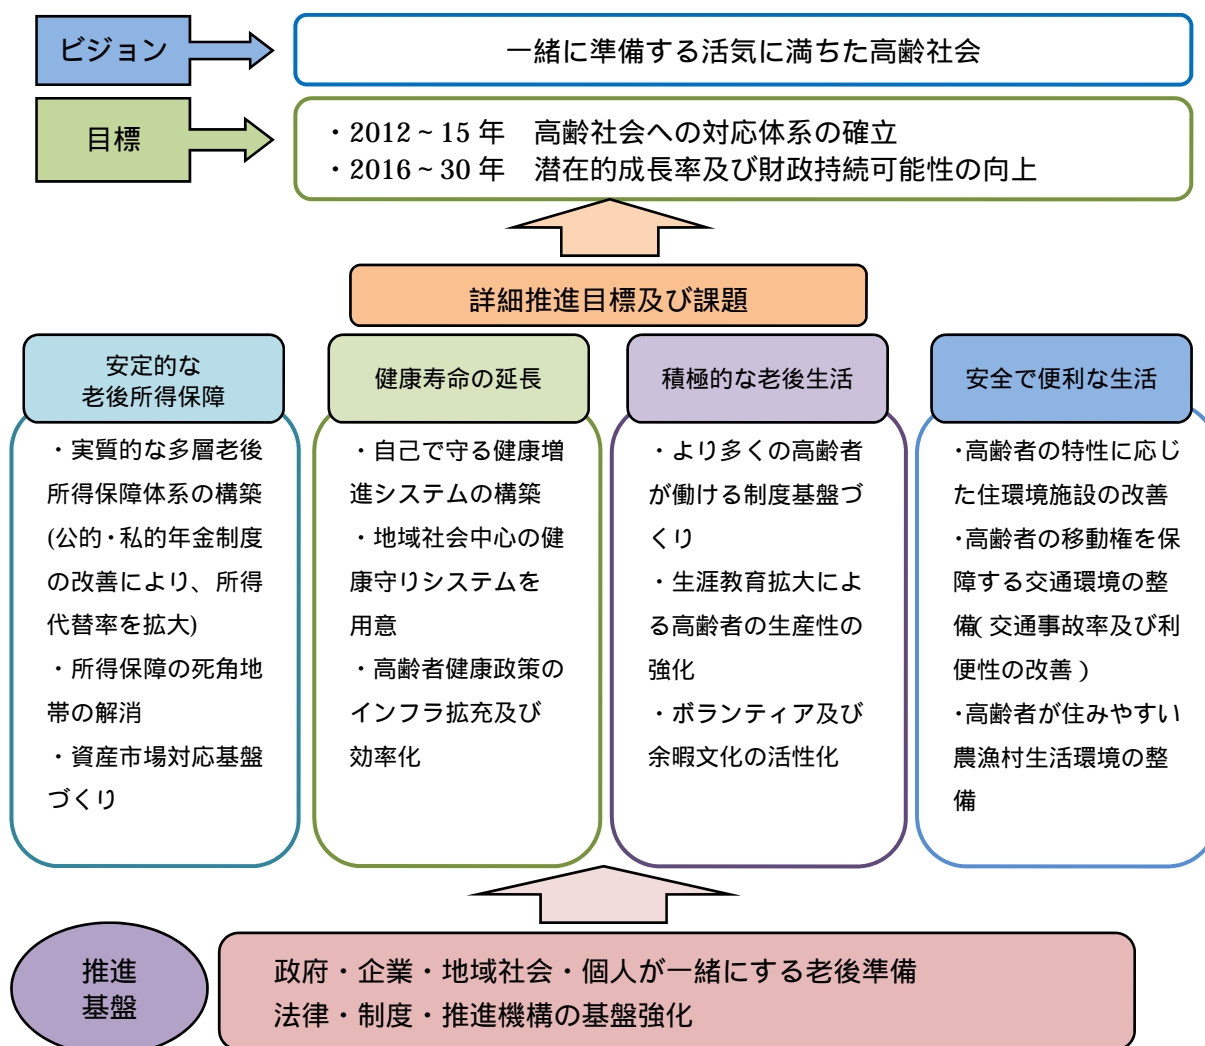 ビジョン
一緒に準備する活気に満ちた高齢社会
目標
・2012~15 年　高齢社会への対応体系の確立
・2016~30 年　潜在的成長率及び財政持続可能性の向上
詳細推進目標及び課題
安定的な
老後所得保障
・実質的な多層老後
所得保障体系の構築
(公的・私的年金制度
の改善により、所得
代替率を拡大)
・所得保障の死角地
帯の解消
・資産市場対応基盤
づくり
健康寿命の延長
・自己で守る健康増
進システムの構築
・地域社会中心の健
康守りシステムを
用意
・高齢者健康政策の
インフラ拡充及び
効率化
積極的な老後生活
・より多くの高齢者
が働ける制度基盤づ
くり
・生涯教育拡大によ
る高齢者の生産性の
強化
・ボランティア及び
余暇文化の活性化
安全で便利な生活
・高齢者の特性に応じ
た住環境施設の改善
・高齢者の移動権を保
障する交通環境の整
備(交通事故率及び利
便性の改善)
・高齢者が住みやすい
農漁村生活環境の整
備
推進
基盤
政府・企業・地域社会・個人が一緒にする老後準備
法律・制度・推進機構の基盤強化